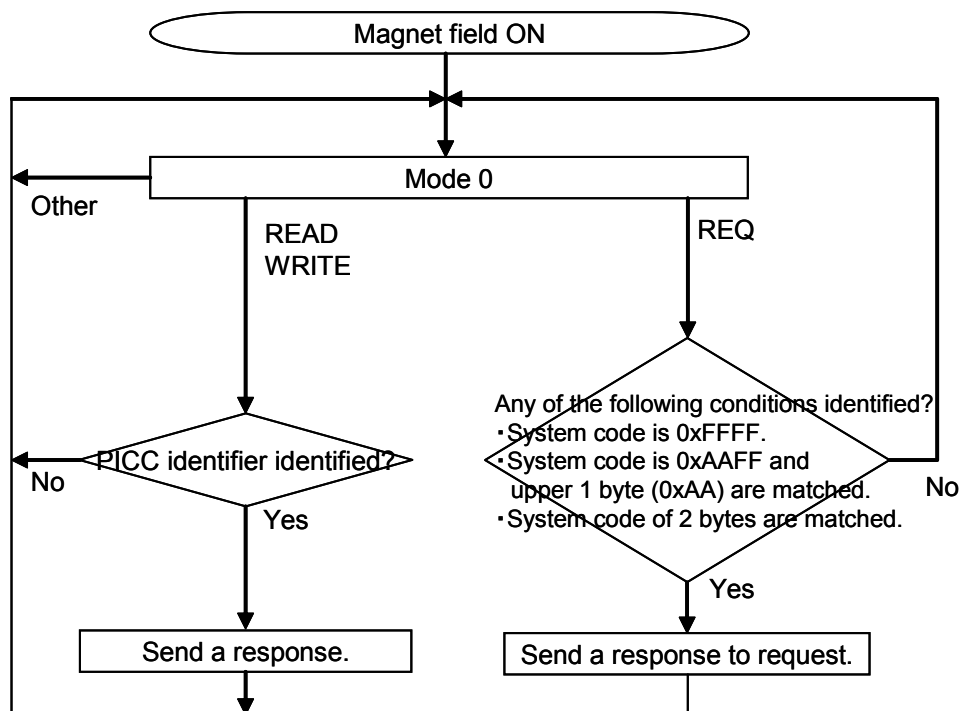 Magnet field ON
Mode 0
Other
READ
WRITE
REQ
Any of the following conditions identified?
・System code is 0xFFFF.
・System code is 0xAAFF and
upper 1 byte (0xAA) are matched.
・System code of 2 bytes are matched.
PICC identifier identified?
No
No
Yes
Yes
Send a response.
Send a response to request.